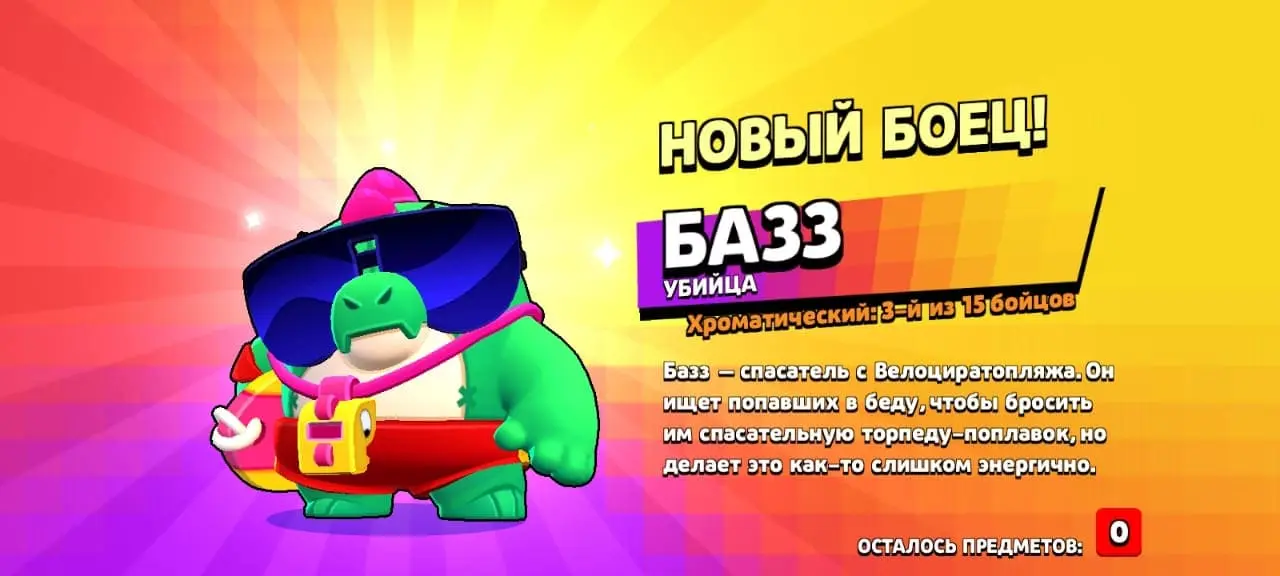 НОВЫЙ БОЕЦ!
БАЗЗ
УБИЙЦА
Хроматический: 3-й из 15 бойцов
Базз – спасатель с Велоциратопляжа. Он
ищет попавших в беду, чтобы бросить
им спасательную торпеду-поплавок, но
делает это как-то слишком энергично.
ОСТАЛОСЬ ПРЕДМЕТОВ: 0